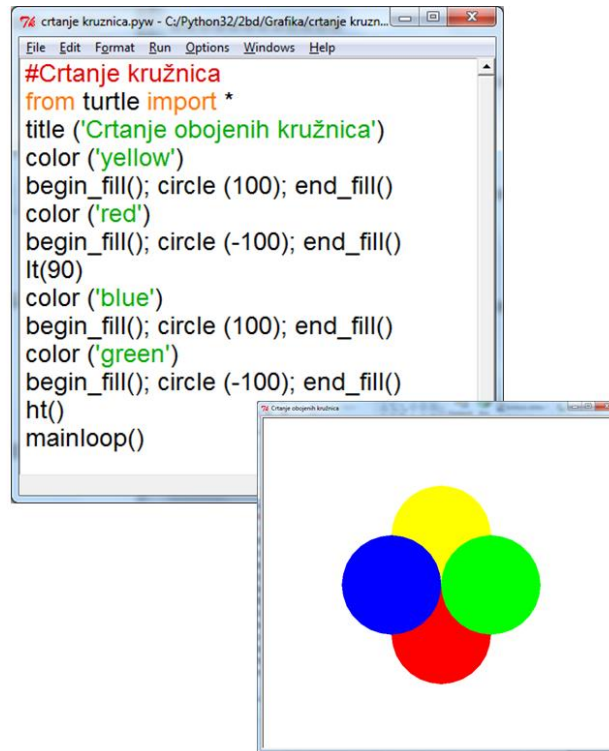 crtanje kruznica.pyw - C:/Python32/2bd/Grafika/crtanje kruzn...
File Edit Format Run Options Windows Help
#Crtanje kružnica
from turtle import *
title ('Crtanje obojenih kružnica')
color ('yellow')
begin_fill(); circle (100); end_fill()
color ('red')
begin_fill(); circle (-100); end_fill()
lt(90)
color ('blue')
begin_fill(); circle (100); end_fill()
color ('green')
begin_fill(); circle (-100); end_fill()
ht()
mainloop()
Crtanje obojenih kružnica